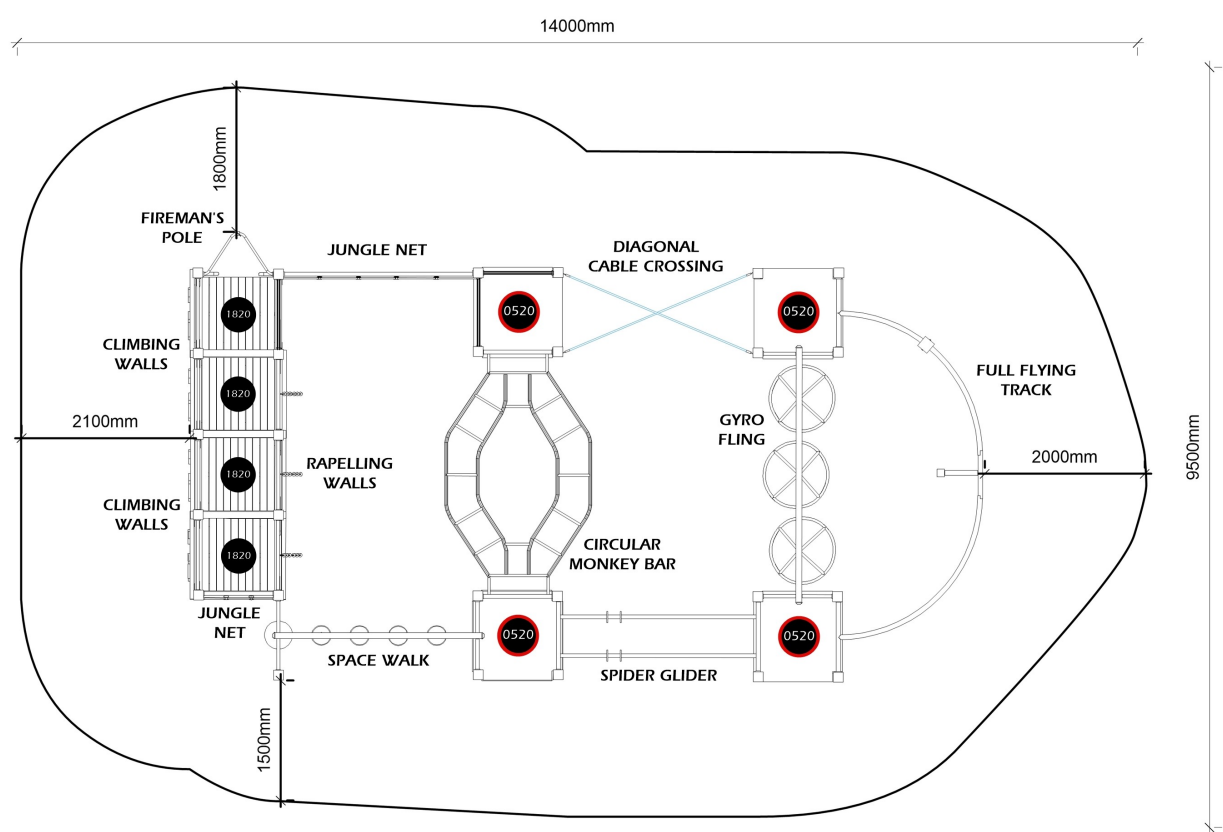 14000mm
1800mm
FIREMAN'S
POLE
JUNGLE NET
DIAGONAL
CABLE CROSSING
1820
0520
0520
CLIMBING
WALLS
FULL FLYING
TRACK
1820
GYRO
FLING
2100mm
2000mm
9500mm
RAPELLING
WALLS
1820
CLIMBING
WALLS
CIRCULAR
MONKEY BAR
1820
JUNGLE
NET
0520
0520
SPACE WALK
SPIDER GLIDER
1500mm